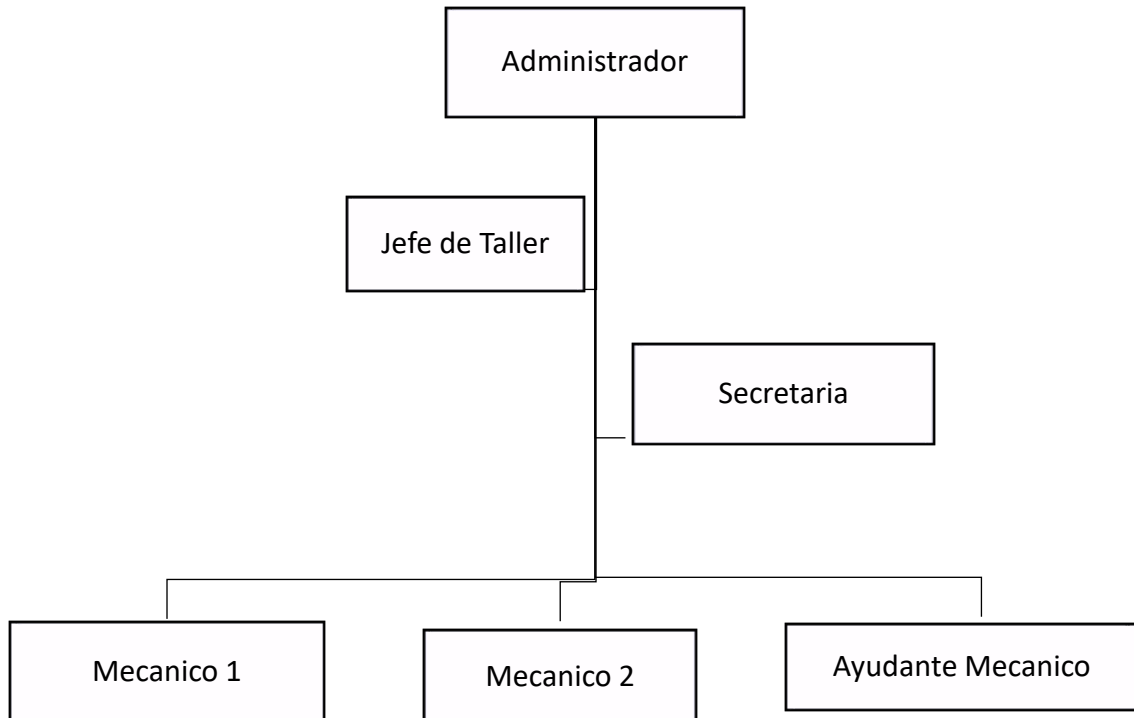 Administrador
Jefe de Taller
Secretaria
Mecanico 1
Mecanico 2
Ayudante Mecanico